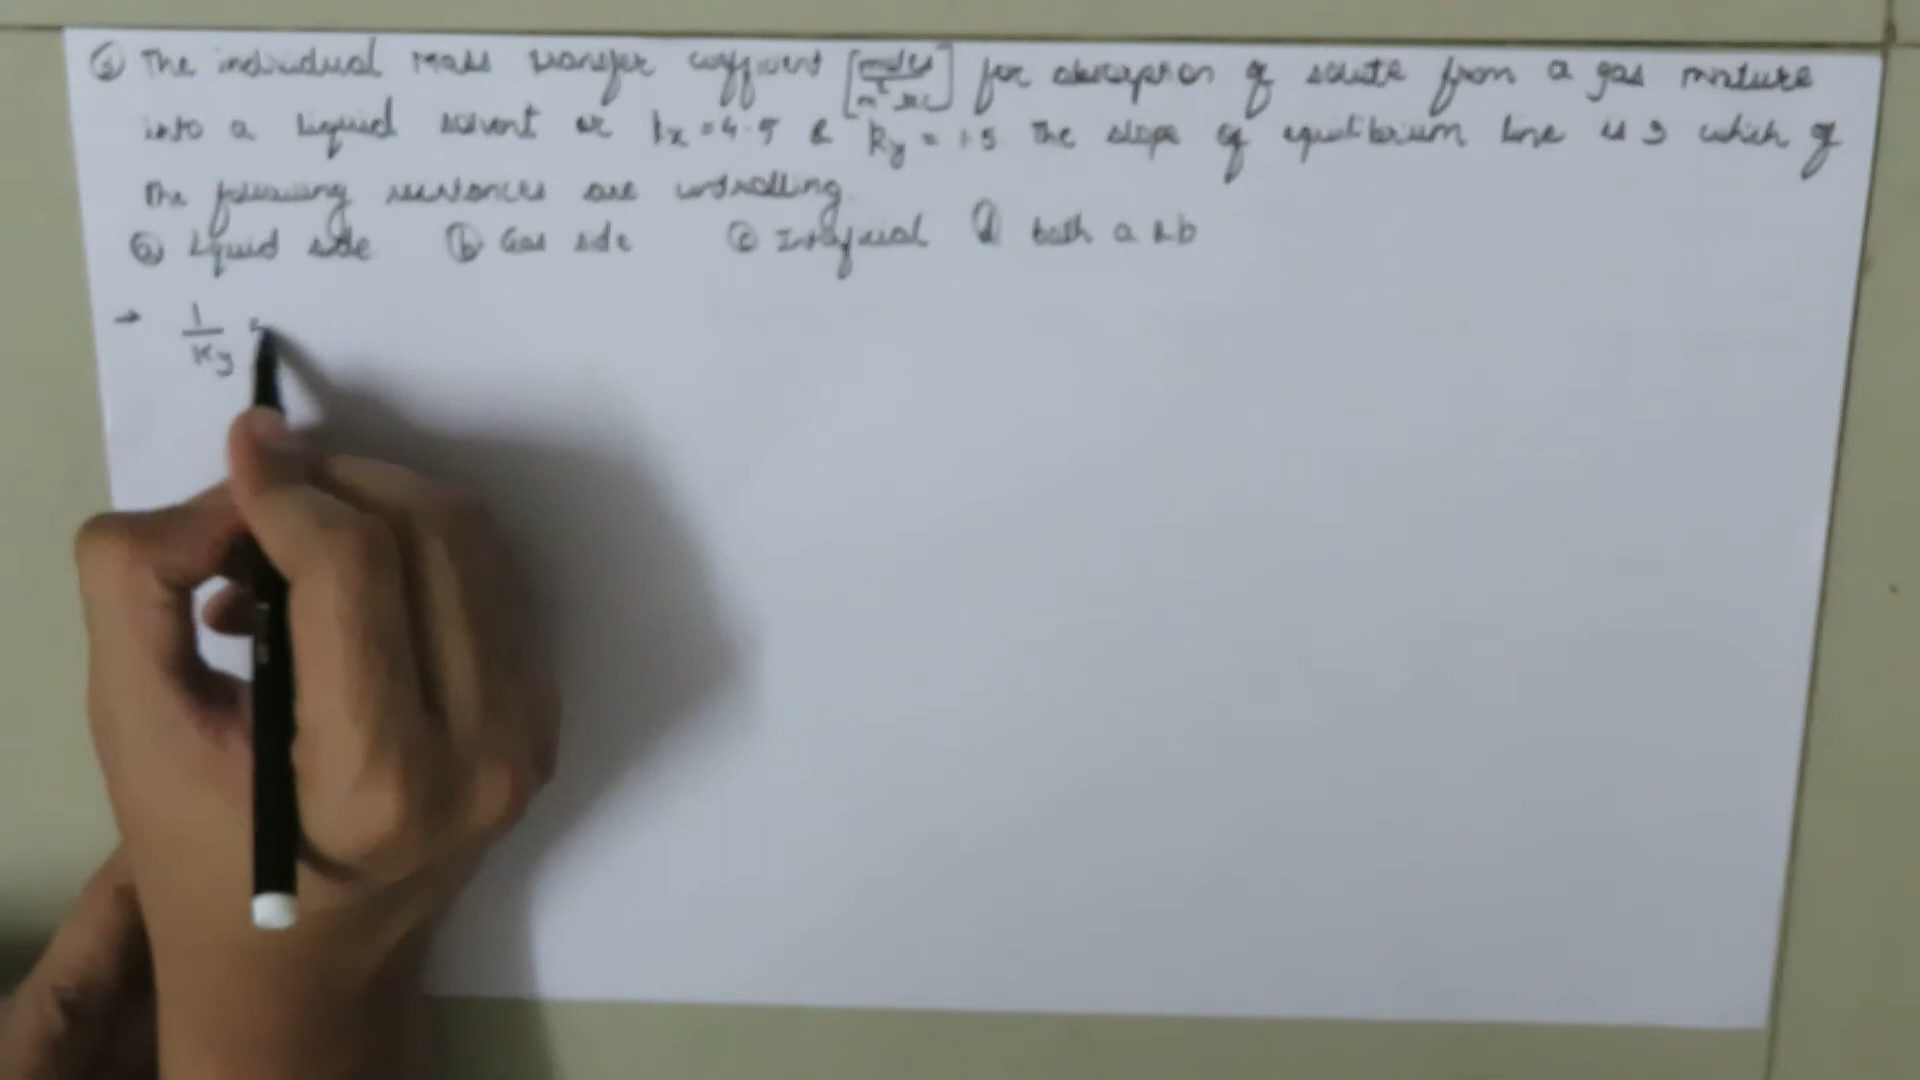 Q The individual mass transfer coefficient [moles / m² sec] for absorption of solute from a gas mixture
into a liquid solvent are kx = 4.5 & ky = 1.5 The slope of equilibrium line is 3 which of
the following resistances are controlling.
(a) Liquid side (b) Gas side (c) Interfacial (d) both a & b
→ 1/Ky =